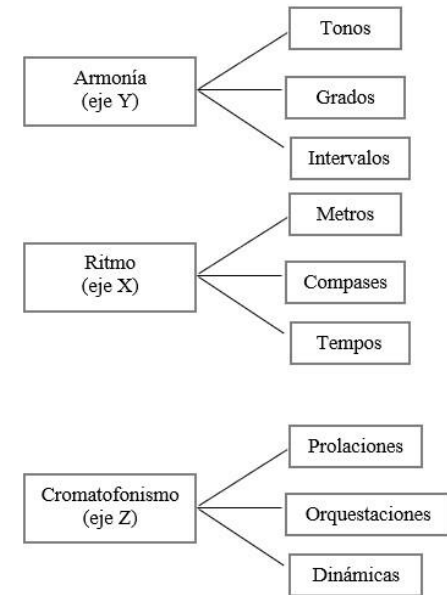 Armonía
(eje Y)
Tonos
Grados
Intervalos
Ritmo
(eje X)
Metros
Compases
Tempos
Cromatofonismo
(eje Z)
Prolaciones
Orquestaciones
Dinámicas